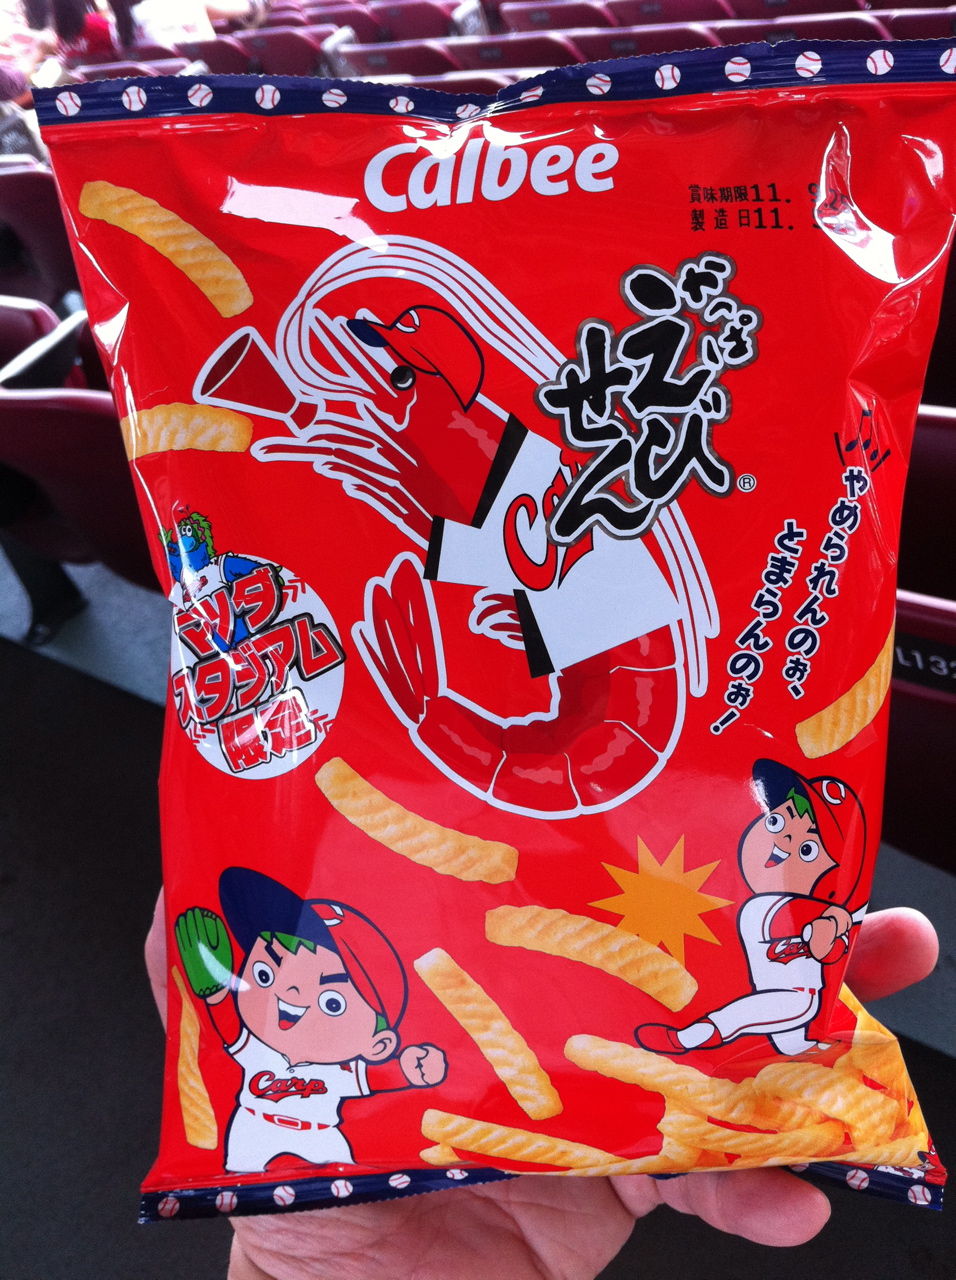 Calbee
賞味期限11.
製造日11.
やっぱ
えび
せん
®
やめられんのぉ、
とまらんのぉ!
マツダ
スタジアム
限定
C
C
Carp
Carp
L132